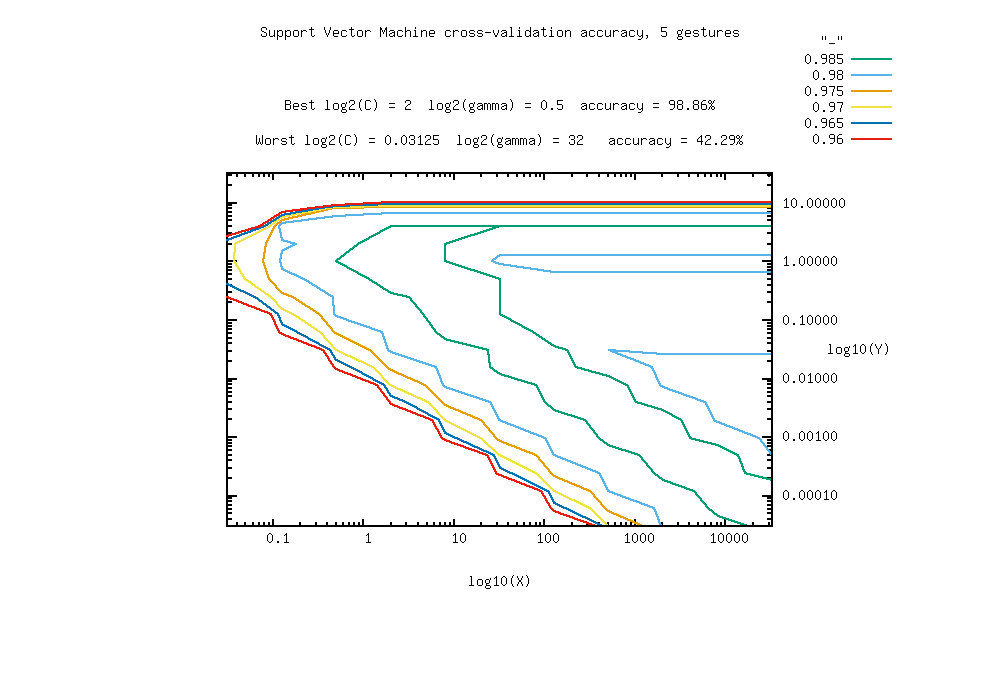 Support Vector Machine cross-validation accuracy, 5 gestures
"_"
0.985
0.98
0.975
0.97
0.965
0.96
Best log2(C) = 2 log2(gamma) = 0.5 accuracy = 98.86%
Worst log2(C) = 0.03125 log2(gamma) = 32 accuracy = 42.29%
10.00000
1.00000
0.10000
log10(Y)
0.01000
0.00100
0.00010
0.1 1 10 100 1000 10000
log10(X)